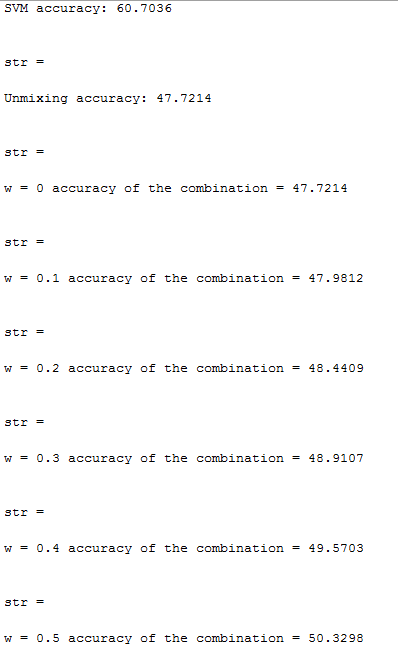 SVM accuracy: 60.7036
str =
Unmixing accuracy: 47.7214
str =
w = 0 accuracy of the combination = 47.7214
str =
w = 0.1 accuracy of the combination = 47.9812
str =
w = 0.2 accuracy of the combination = 48.4409
str =
w = 0.3 accuracy of the combination = 48.9107
str =
w = 0.4 accuracy of the combination = 49.5703
str =
w = 0.5 accuracy of the combination = 50.3298